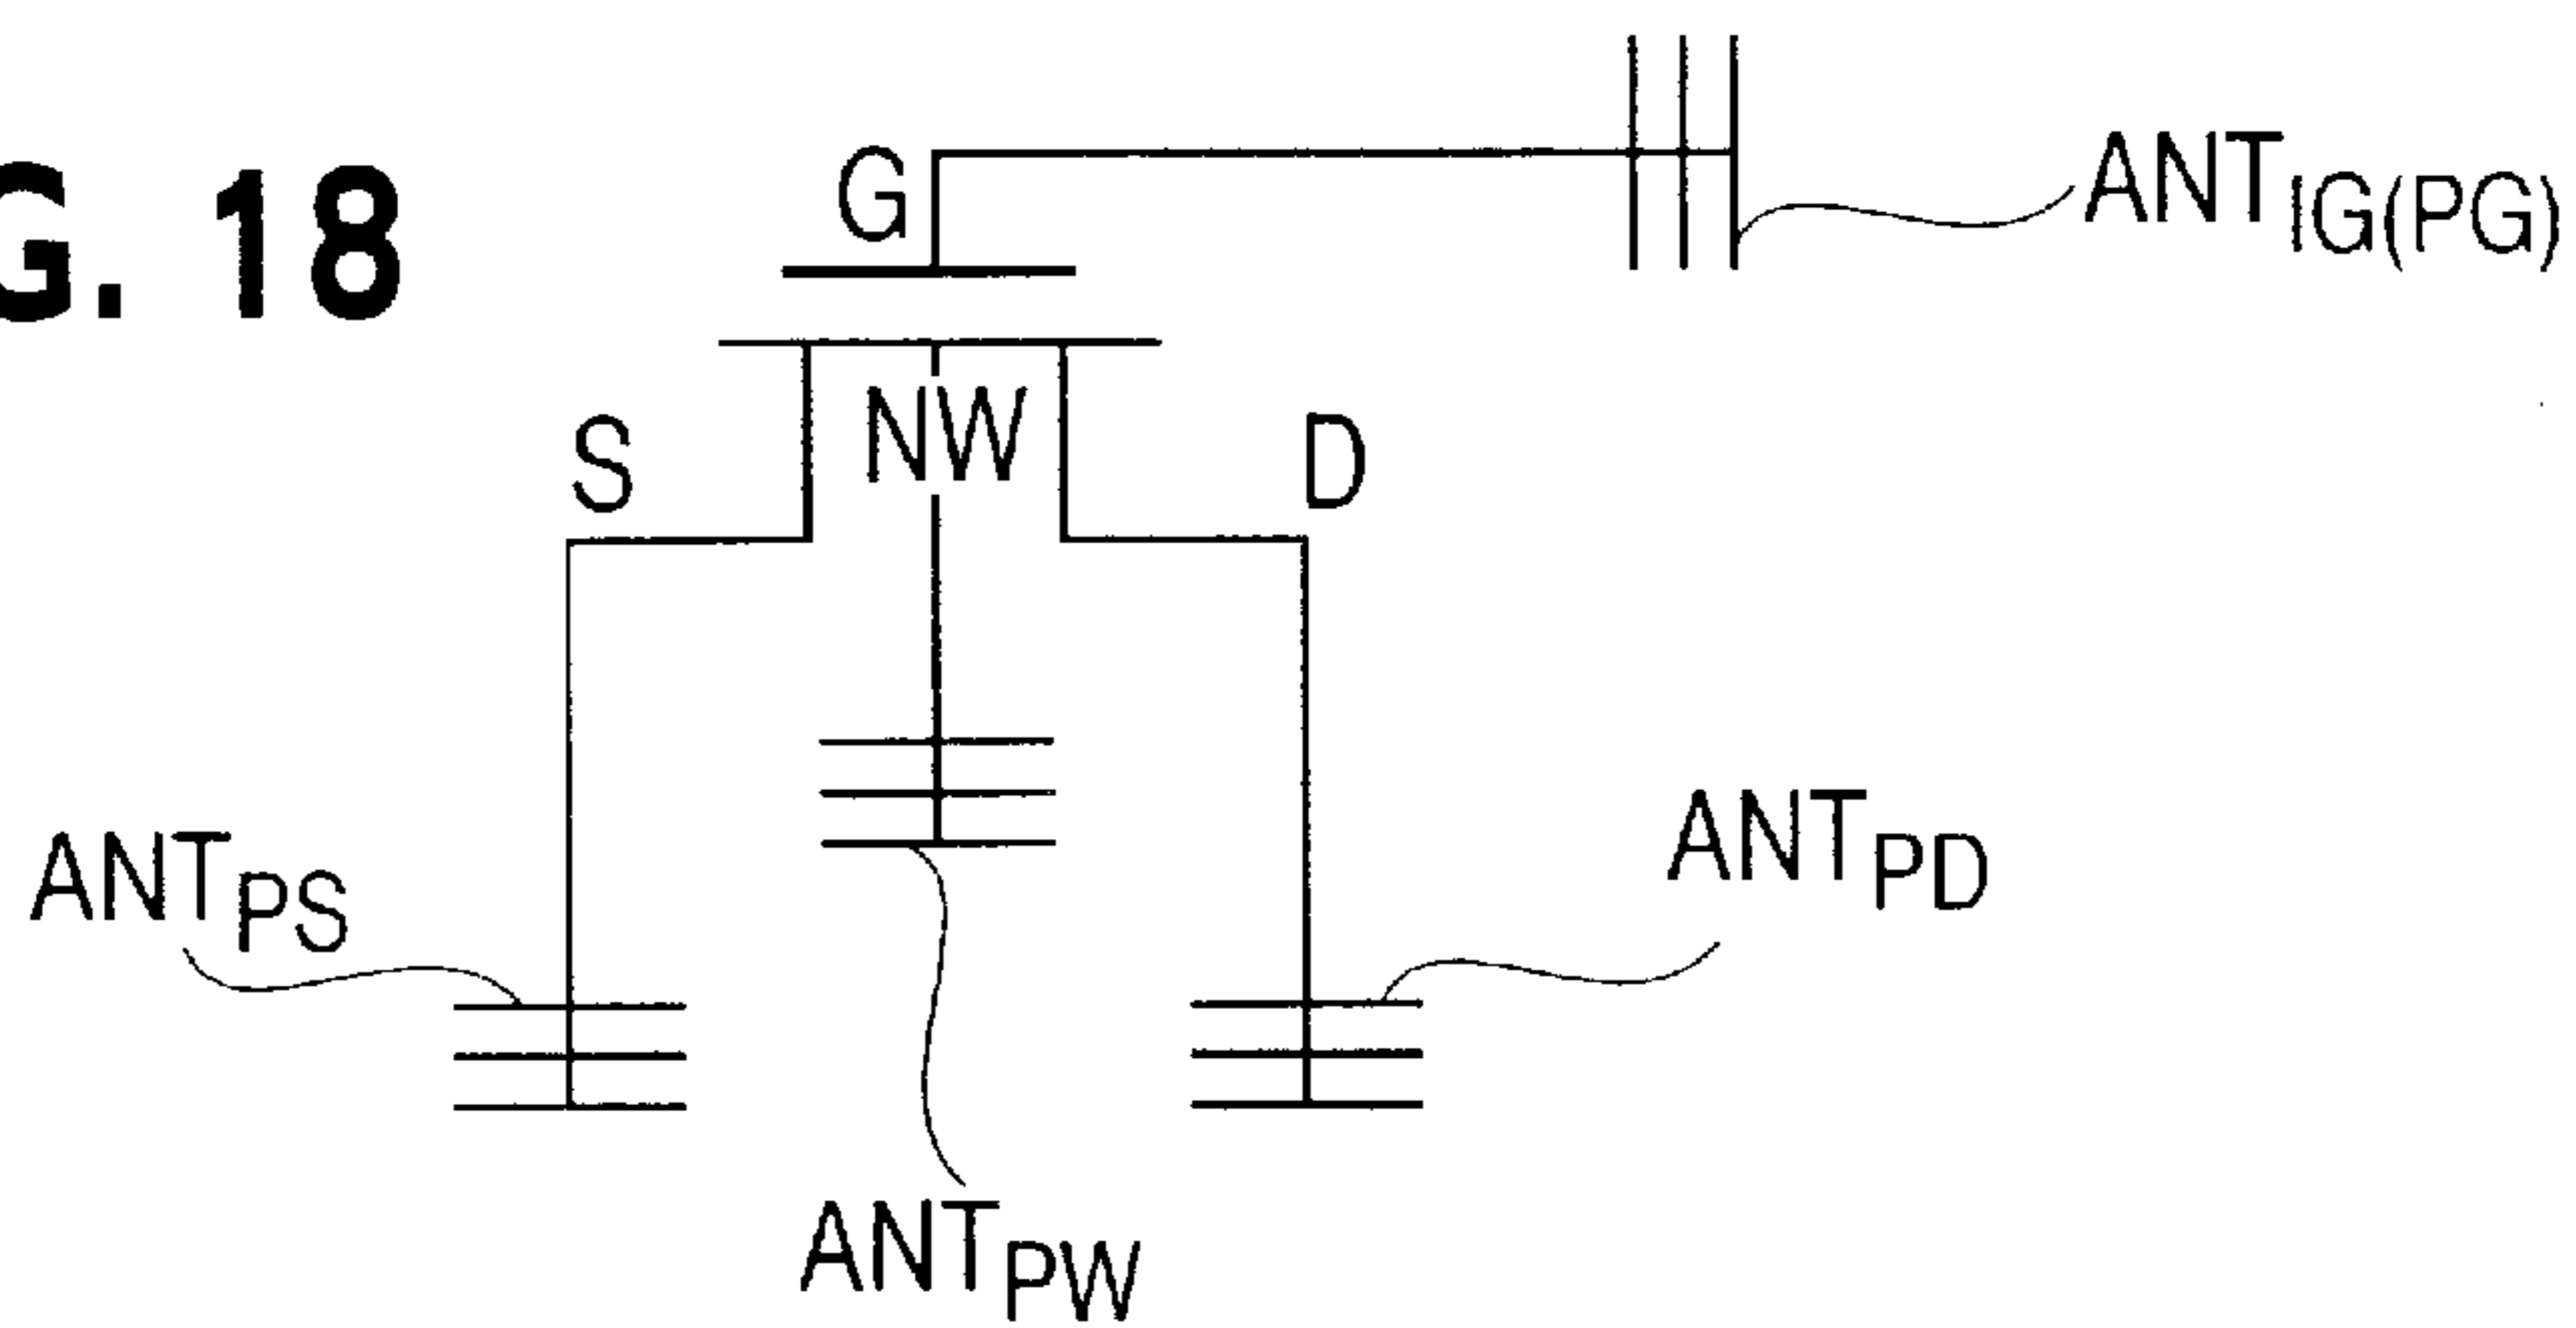 G. 18
G
ANTIG(PG)
NW
S
D
ANTPS
ANTPD
ANTPW